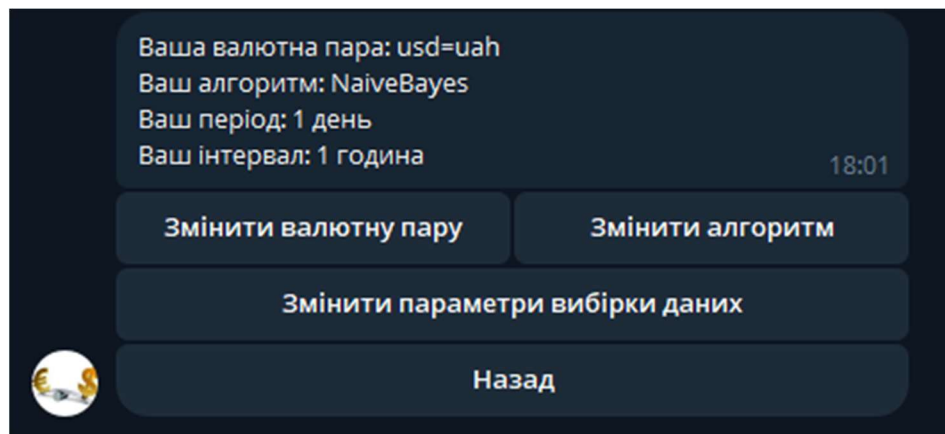 Ваша валютна пара: usd=uah
Ваш алгоритм: NaiveBayes
Ваш період: 1 день
Ваш інтервал: 1 година
18:01
Змінити валютну пару
Змінити алгоритм
Змінити параметри вибірки даних
Назад